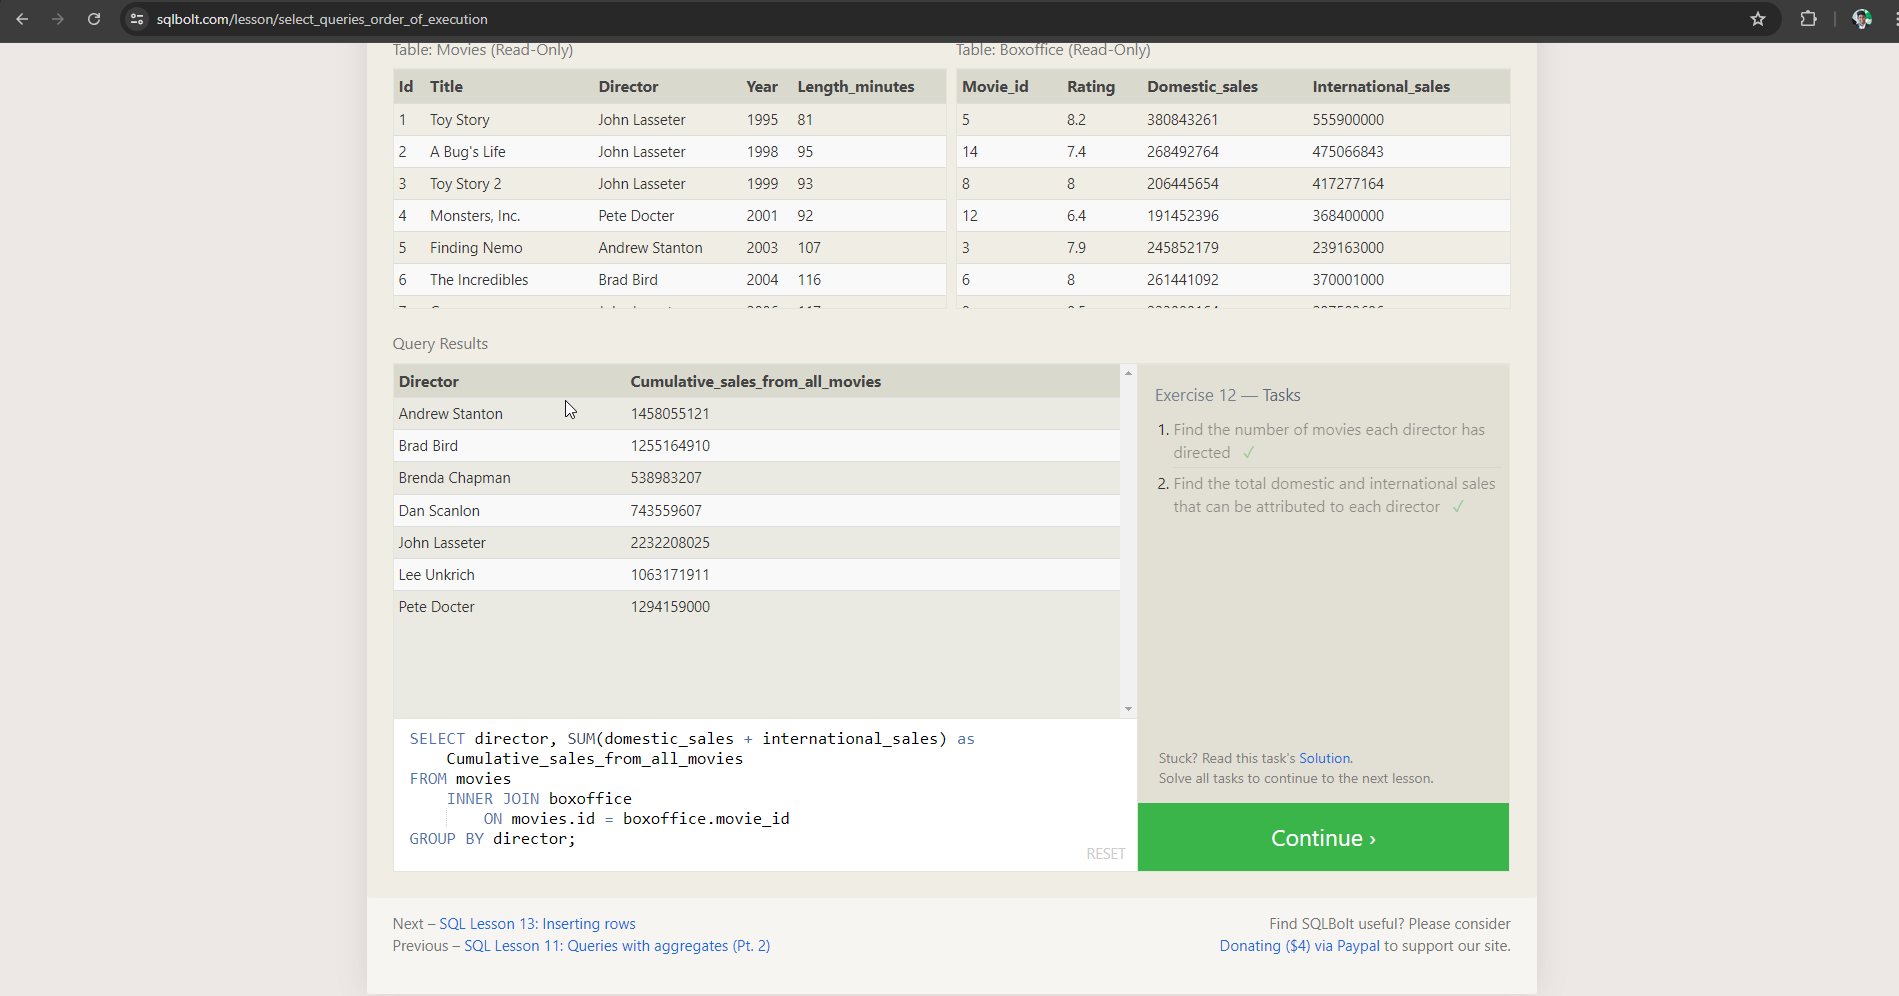 sqlbolt.com/lesson/select_queries_order_of_execution
Table: Movies (Read-Only)
Id Title Director Year Length_minutes
1 Toy Story John Lasseter 1995 81
2 A Bug's Life John Lasseter 1998 95
3 Toy Story 2 John Lasseter 1999 93
4 Monsters, Inc. Pete Docter 2001 92
5 Finding Nemo Andrew Stanton 2003 107
6 The Incredibles Brad Bird 2004 116
Table: Boxoffice (Read-Only)
Movie_id Rating Domestic_sales International_sales
5 8.2 380843261 555900000
14 7.4 268492764 475066843
8 8 206445654 417277164
12 6.4 191452396 368400000
3 7.9 245852179 239163000
6 8 261441092 370001000
Query Results
Director Cumulative_sales_from_all_movies
Andrew Stanton 1458055121
Brad Bird 1255164910
Brenda Chapman 538983207
Dan Scanlon 743559607
John Lasseter 2232208025
Lee Unkrich 1063171911
Pete Docter 1294159000
SELECT director, SUM(domestic_sales + international_sales) as
Cumulative_sales_from_all_movies
FROM movies
INNER JOIN boxoffice
ON movies.id = boxoffice.movie_id
GROUP BY director;
RESET
Exercise 12 — Tasks
1. Find the number of movies each director has
directed ✓
2. Find the total domestic and international sales
that can be attributed to each director ✓
Stuck? Read this task's Solution.
Solve all tasks to continue to the next lesson.
Continue ›
Next – SQL Lesson 13: Inserting rows
Previous – SQL Lesson 11: Queries with aggregates (Pt. 2)
Find SQLBolt useful? Please consider
Donating ($4) via Paypal to support our site.